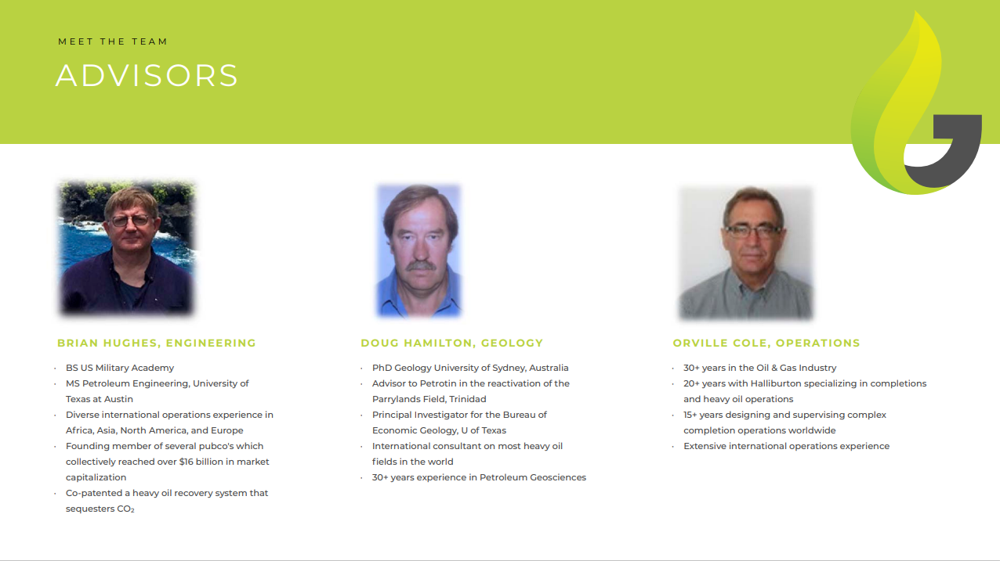 MEET THE TEAM
ADVISORS
BRIAN HUGHES, ENGINEERING
· BS US Military Academy
· MS Petroleum Engineering, University of
Texas at Austin
· Diverse international operations experience in
Africa, Asia, North America, and Europe
· Founding member of several pubco's which
collectively reached over $16 billion in market
capitalization
· Co-patented a heavy oil recovery system that
sequesters CO₂
DOUG HAMILTON, GEOLOGY
· PhD Geology University of Sydney, Australia
· Advisor to Petrotin in the reactivation of the
Parrylands Field, Trinidad
· Principal Investigator for the Bureau of
Economic Geology, U of Texas
· International consultant on most heavy oil
fields in the world
· 30+ years experience in Petroleum Geosciences
ORVILLE COLE, OPERATIONS
· 30+ years in the Oil & Gas Industry
· 20+ years with Halliburton specializing in completions
and heavy oil operations
· 15+ years designing and supervising complex
completion operations worldwide
· Extensive international operations experience